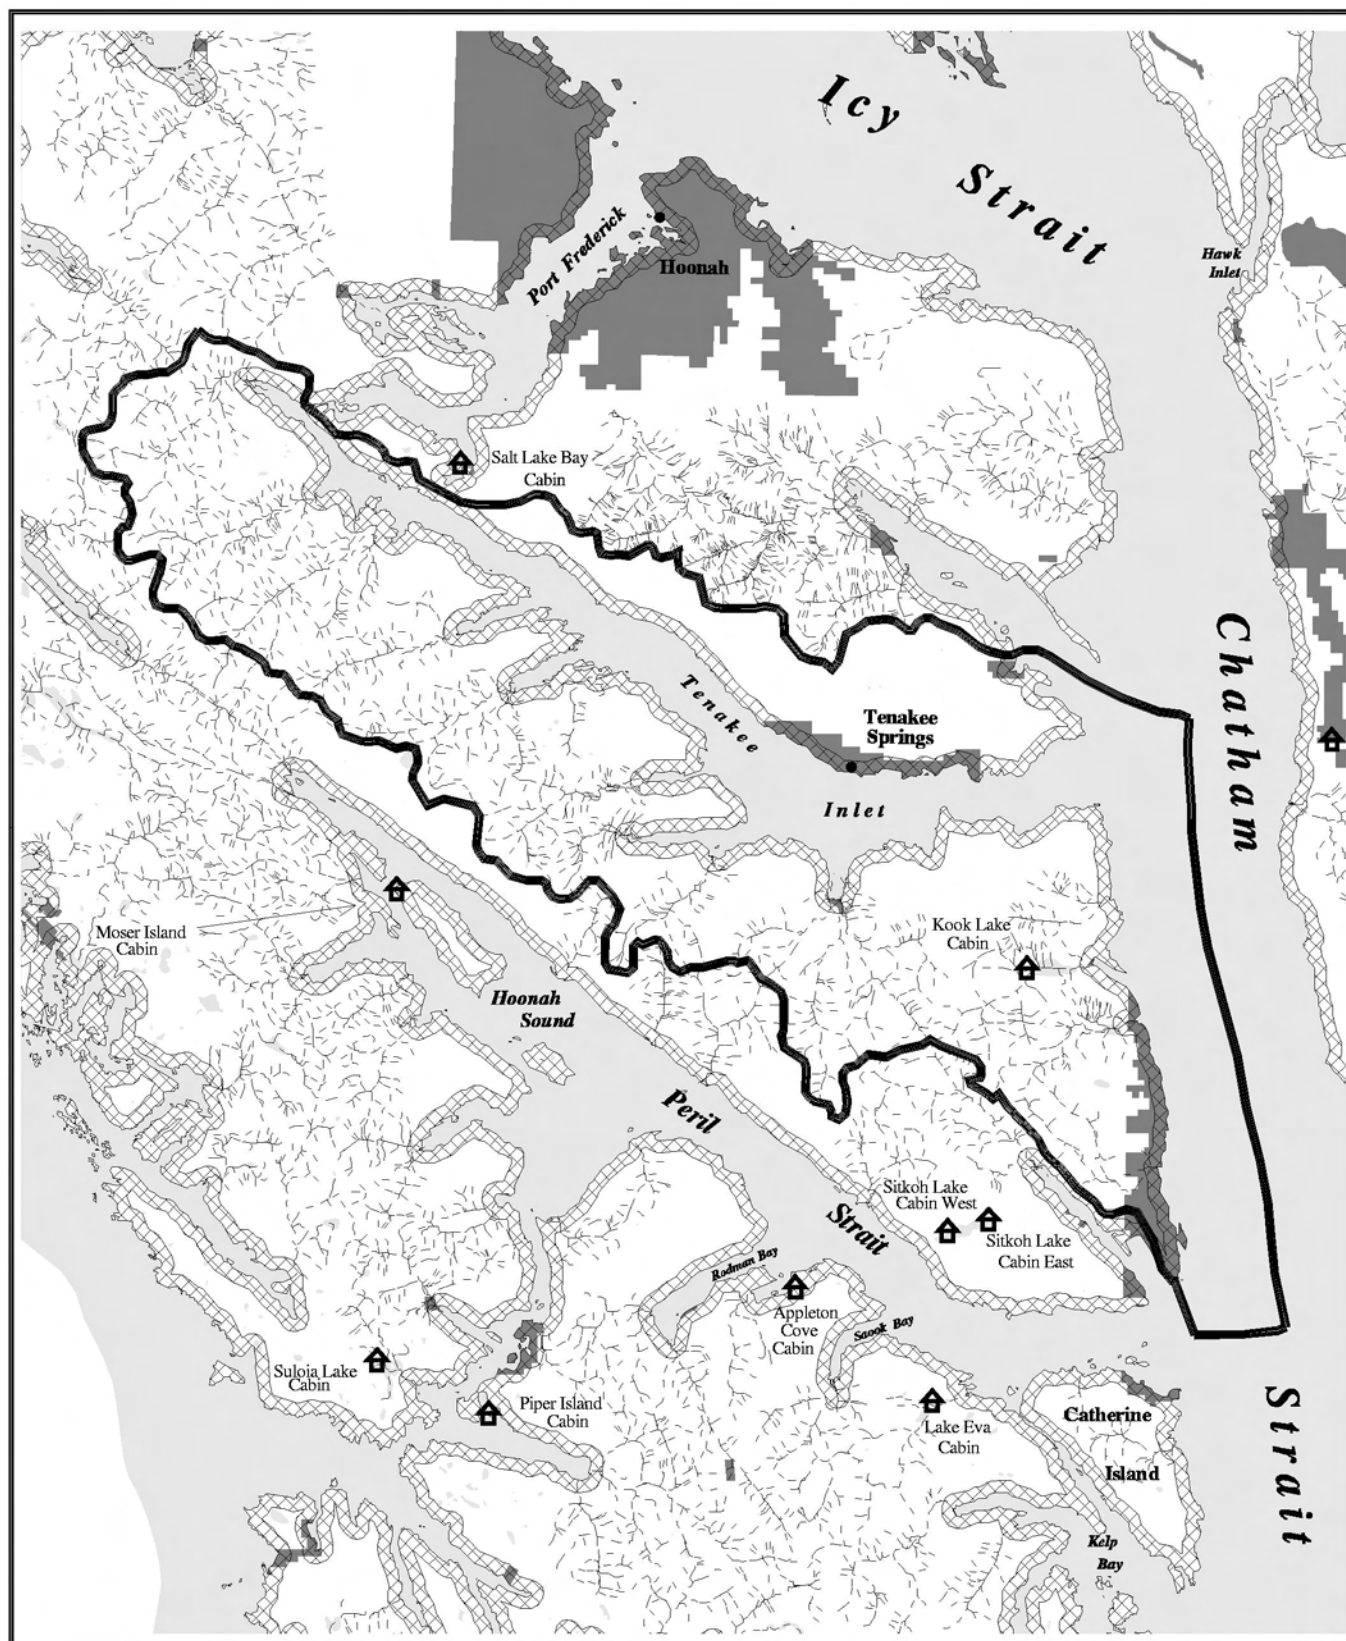 Icy
Strait
Port Frederick
Hoonah
Hawk
Inlet
Salt Lake Bay
Cabin
Chatham
Tenakee
Tenakee
Springs
Inlet
Moser Island
Cabin
Kook Lake
Cabin
Hoonah
Sound
Peril
Strait
Sitkoh Lake
Cabin West
Sitkoh Lake
Cabin East
Rodman Bay
Appleton
Cove
Cabin
Saook Bay
Suloia Lake
Cabin
Piper Island
Cabin
Lake Eva
Cabin
Catherine
Island
Strait
Kelp
Bay